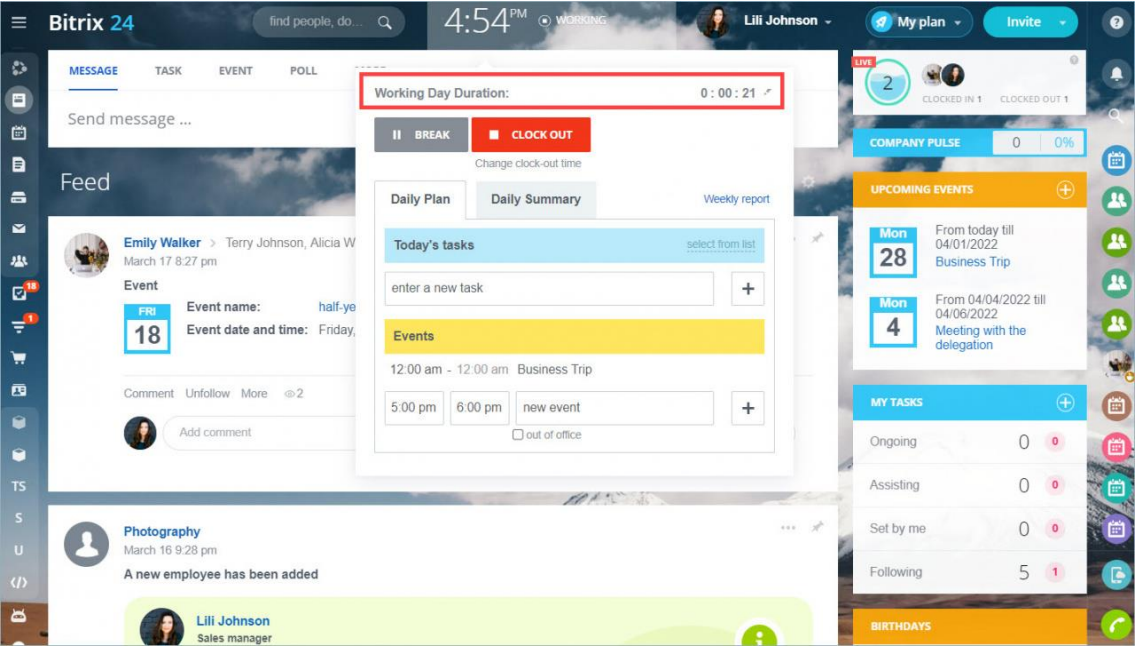 Bitrix 24
find people, do...
4:54 PM WORKING
Lili Johnson
My plan
Invite
MESSAGE TASK EVENT POLL
Send message ...
Feed
Working Day Duration: 0 : 00 : 21
BREAK
CLOCK OUT
Change clock-out time
Daily Plan
Daily Summary
Weekly report
Today's tasks
select from list
enter a new task
+
Events
12:00 am - 12:00 am Business Trip
5:00 pm
6:00 pm
new event
+
out of office
Emily Walker > Terry Johnson, Alicia W
March 17 8:27 pm
Event
FRI
18
Event name: half-ye
Event date and time: Friday,
Comment Unfollow More 2
Add comment
Photography
March 16 9:28 pm
A new employee has been added
Lili Johnson
Sales manager
LIVE
2
CLOCKED IN 1 CLOCKED OUT 1
COMPANY PULSE 0 0%
UPCOMING EVENTS
Mon
28
From today till
04/01/2022
Business Trip
Mon
4
From 04/04/2022 till
04/06/2022
Meeting with the
delegation
MY TASKS
Ongoing 0 0
Assisting 0 0
Set by me 0 0
Following 5 1
BIRTHDAYS
18
1
TS
S
U
</>